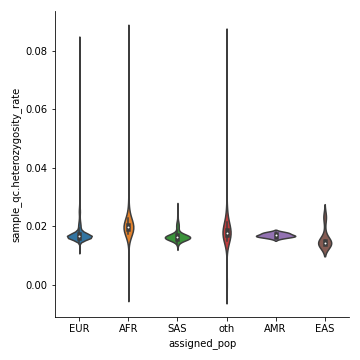 0.08
0.06
0.04
0.02
0.00
sample_qc.heterozygosity_rate
EUR AFR SAS oth AMR EAS
assigned_pop